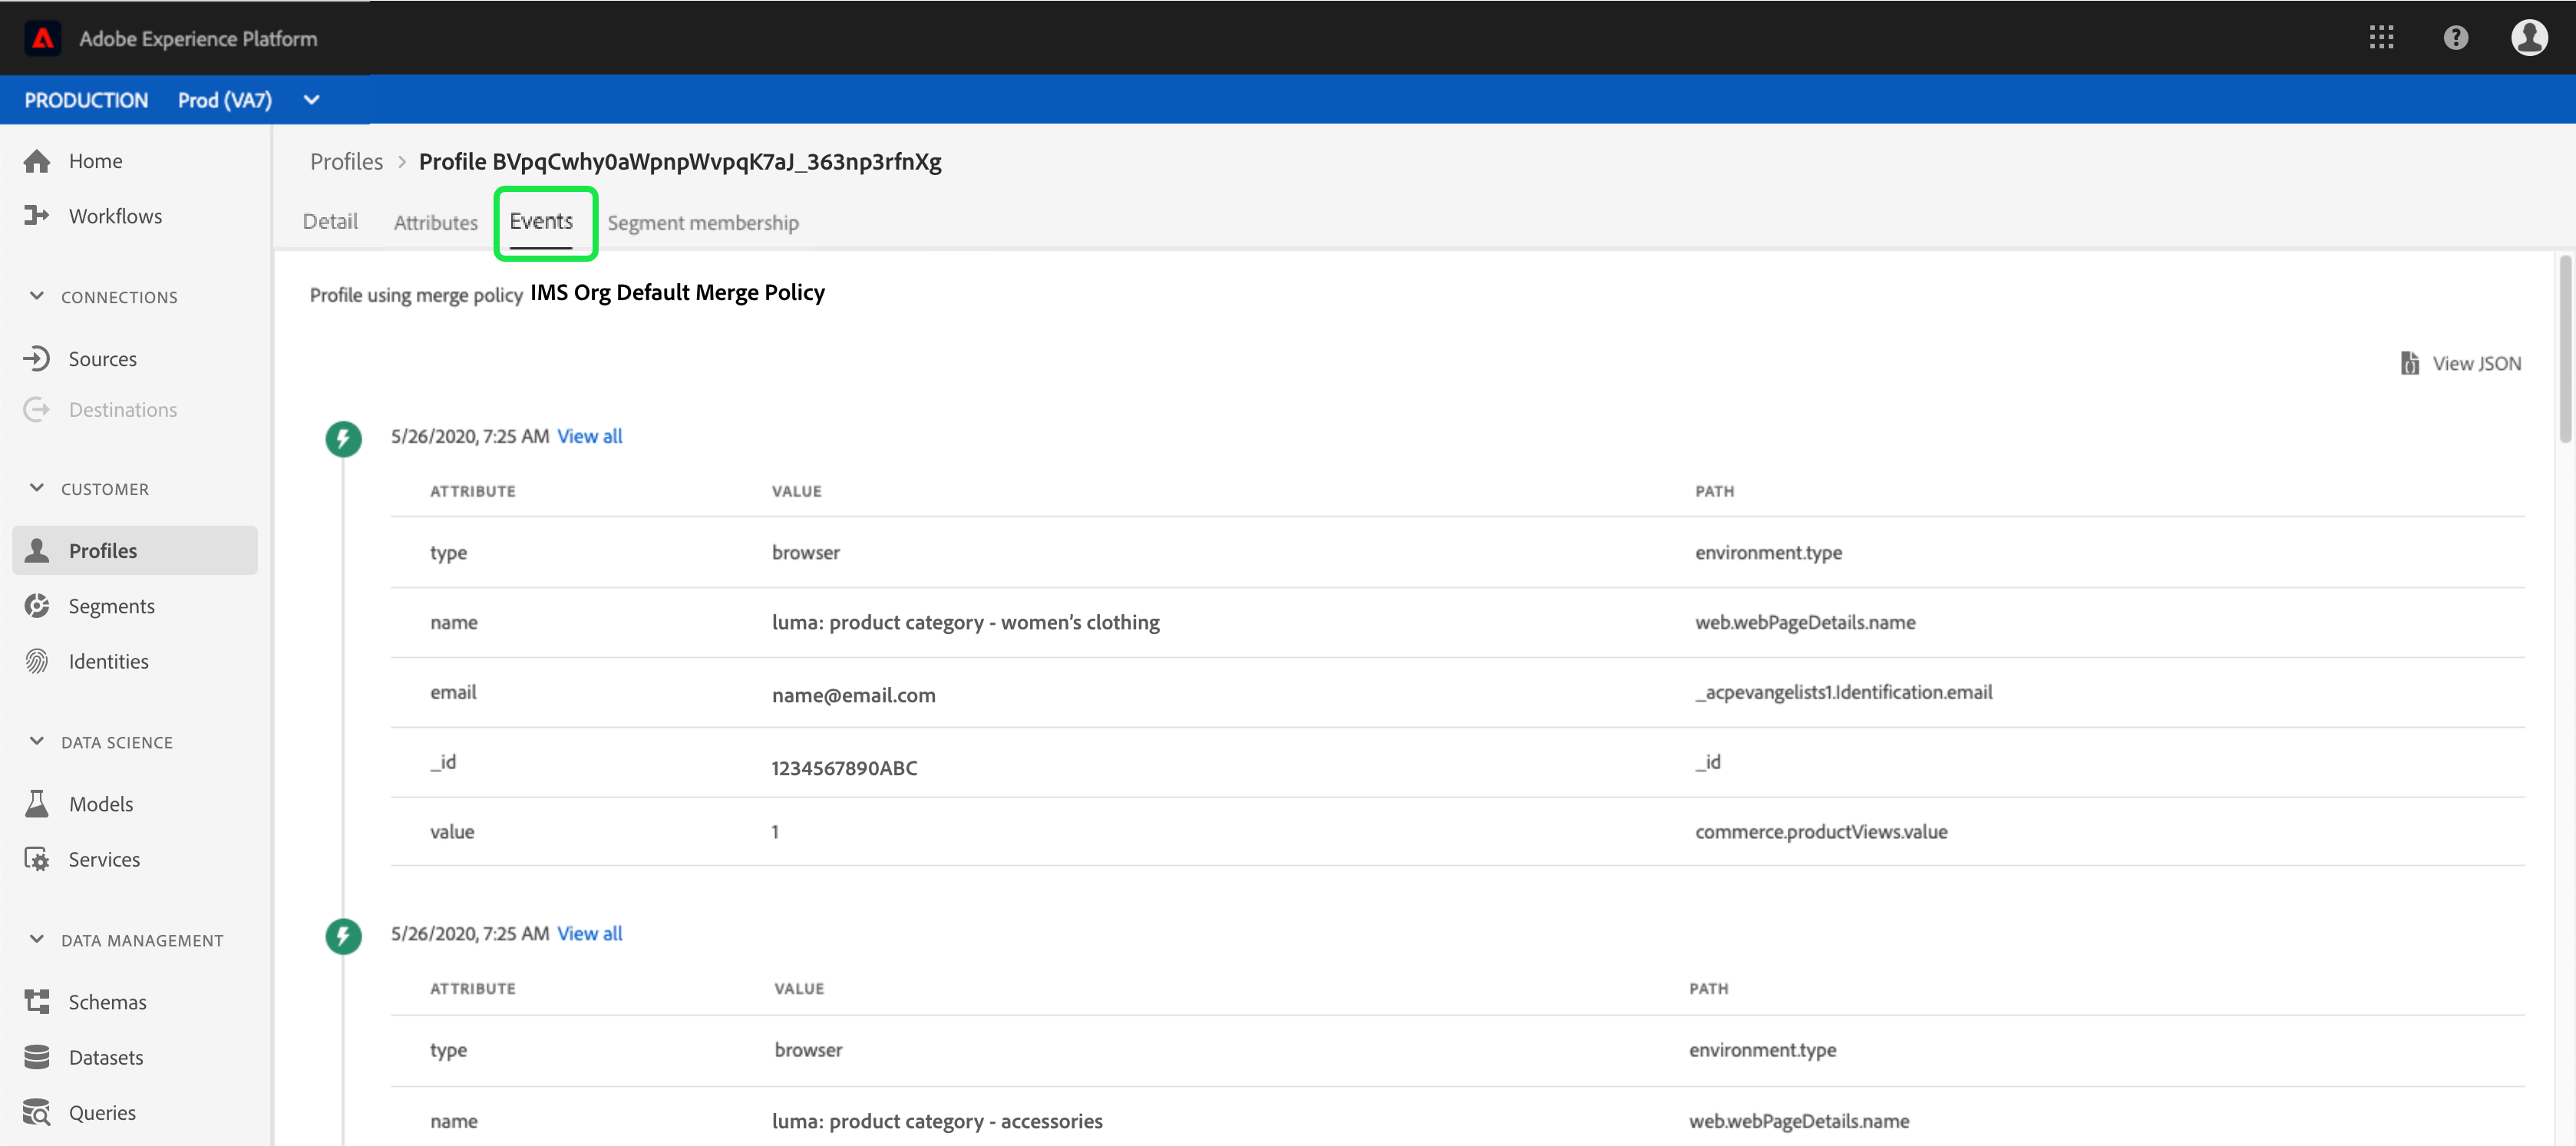 Adobe Experience Platform
PRODUCTION Prod (VA7)
Home
Workflows
CONNECTIONS
Sources
Destinations
CUSTOMER
Profiles
Segments
Identities
DATA SCIENCE
Models
Services
DATA MANAGEMENT
Schemas
Datasets
Queries
Profiles > Profile BVpqCwhy0aWpnpWvpqK7aJ_363np3rfnXg
Detail Attributes Events Segment membership
Profile using merge policy IMS Org Default Merge Policy
View JSON
5/26/2020, 7:25 AM View all
ATTRIBUTE VALUE PATH
type browser environment.type
name luma: product category - women’s clothing web.webPageDetails.name
email name@email.com _acpevangelists1.Identification.email
_id 1234567890ABC _id
value 1 commerce.productViews.value
5/26/2020, 7:25 AM View all
ATTRIBUTE VALUE PATH
type browser environment.type
name luma: product category - accessories web.webPageDetails.name